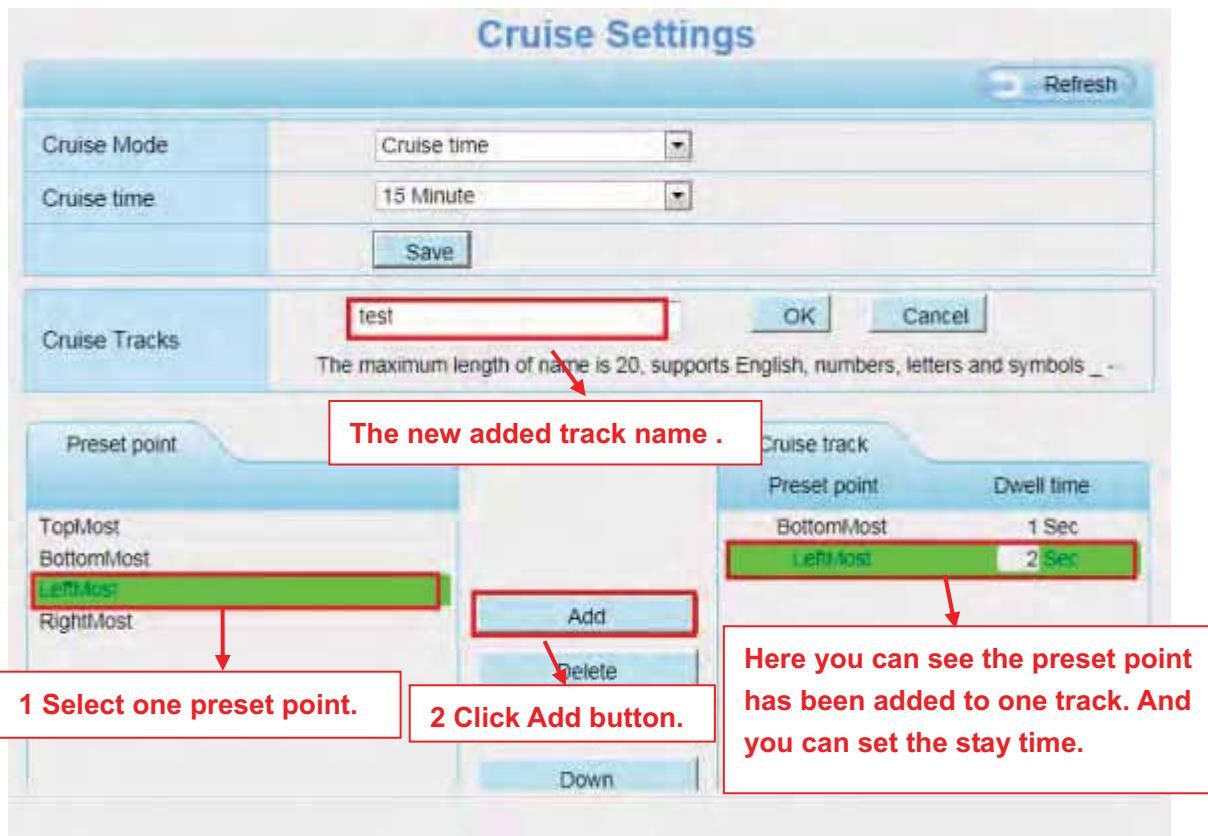 Cruise Settings
Refresh
Cruise Mode
Cruise time
Cruise time
15 Minute
Save
Cruise Tracks
test
OK
Cancel
The maximum length of name is 20, supports English, numbers, letters and symbols _ -
The new added track name .
Preset point
Cruise track
Preset point
Dwell time
TopMost
BottomMost
LeftMost
RightMost
BottomMost
1 Sec
LeftMost
2 Sec
Add
Delete
Down
1 Select one preset point.
2 Click Add button.
Here you can see the preset point
has been added to one track. And
you can set the stay time.